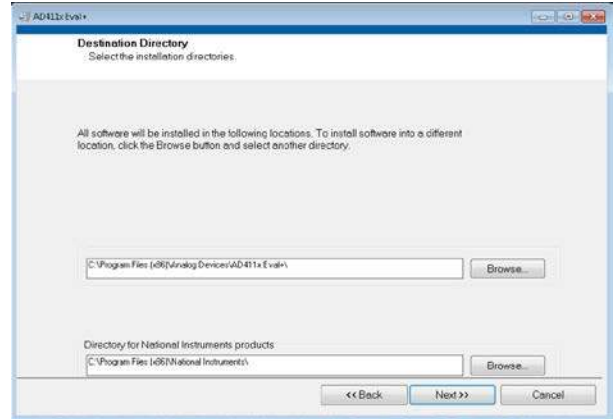 AD411x Eval+
Destination Directory
Select the installation directories.
All software will be installed in the following locations. To install software into a different
location, click the Browse button and select another directory.
C:\Program Files (x86)\Analog Devices\AD411x Eval+\
Browse...
Directory for National Instruments products
C:\Program Files (x86)\National Instruments\
Browse...
<< Back
Next >>
Cancel